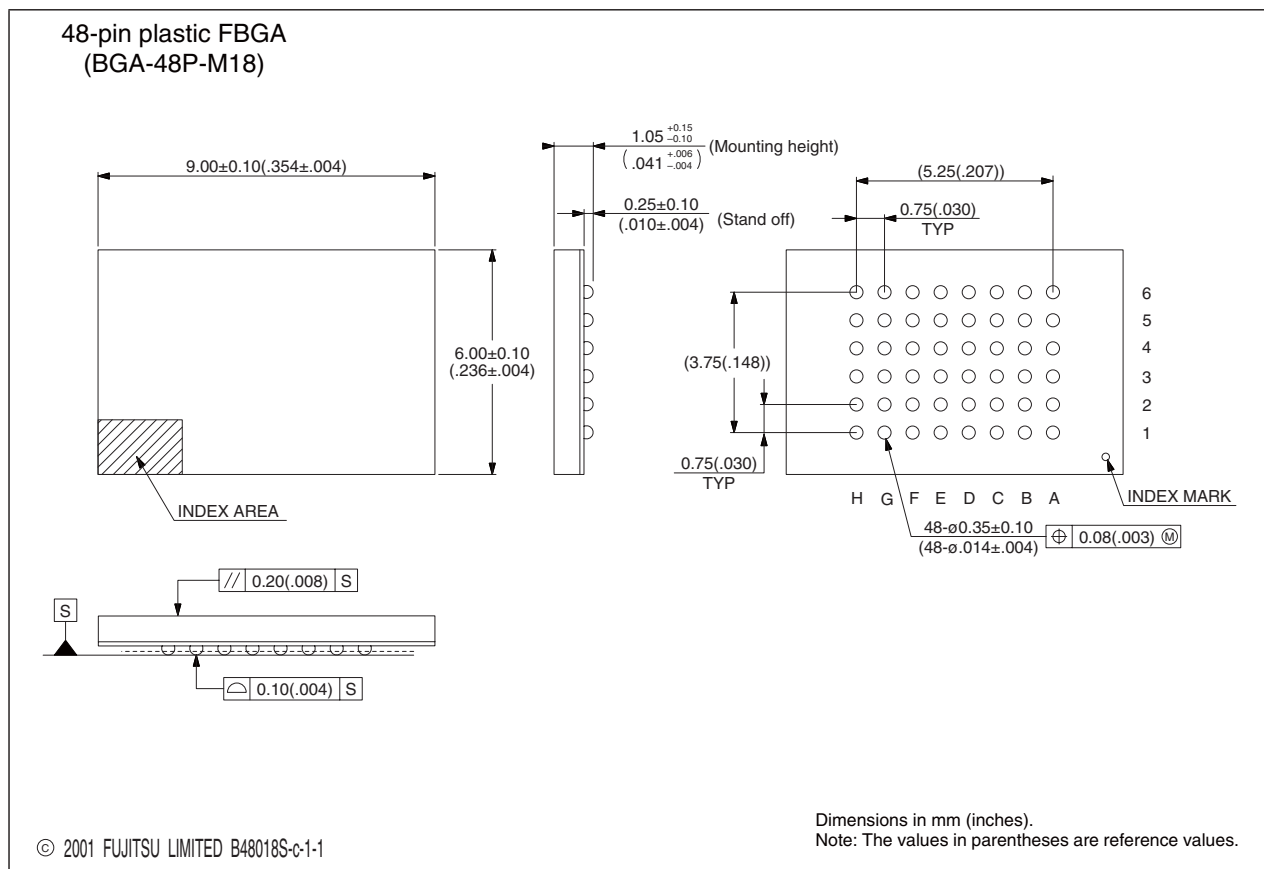 48-pin plastic FBGA
(BGA-48P-M18)
9.00±0.10(.354±.004)
6.00±0.10
(.236±.004)
INDEX AREA
1.05 +0.15 −0.10 (Mounting height)
(.041 +.006 −.004)
0.25±0.10 (Stand off)
(.010±.004)
(5.25(.207))
0.75(.030)
TYP
(3.75(.148))
0.75(.030)
TYP
6
5
4
3
2
1
H G F E D C B A
INDEX MARK
48-ø0.35±0.10
(48-ø.014±.004)
⌖ 0.08(.003) Ⓜ
// 0.20(.008) S
S
⌓ 0.10(.004) S
© 2001 FUJITSU LIMITED B48018S-c-1-1
Dimensions in mm (inches).
Note: The values in parentheses are reference values.